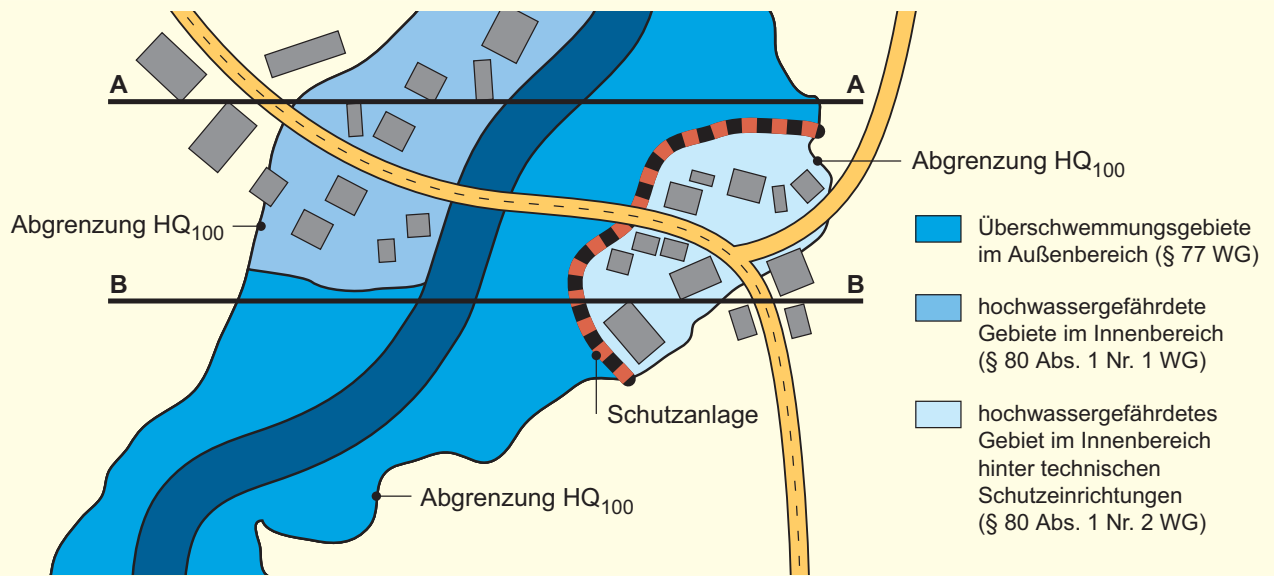 A
A
Abgrenzung HQ100
Abgrenzung HQ100
B
B
Schutzanlage
Abgrenzung HQ100
Überschwemmungsgebiete
im Außenbereich (§ 77 WG)
hochwassergefährdete
Gebiete im Innenbereich
(§ 80 Abs. 1 Nr. 1 WG)
hochwassergefährdetes
Gebiet im Innenbereich
hinter technischen
Schutzeinrichtungen
(§ 80 Abs. 1 Nr. 2 WG)